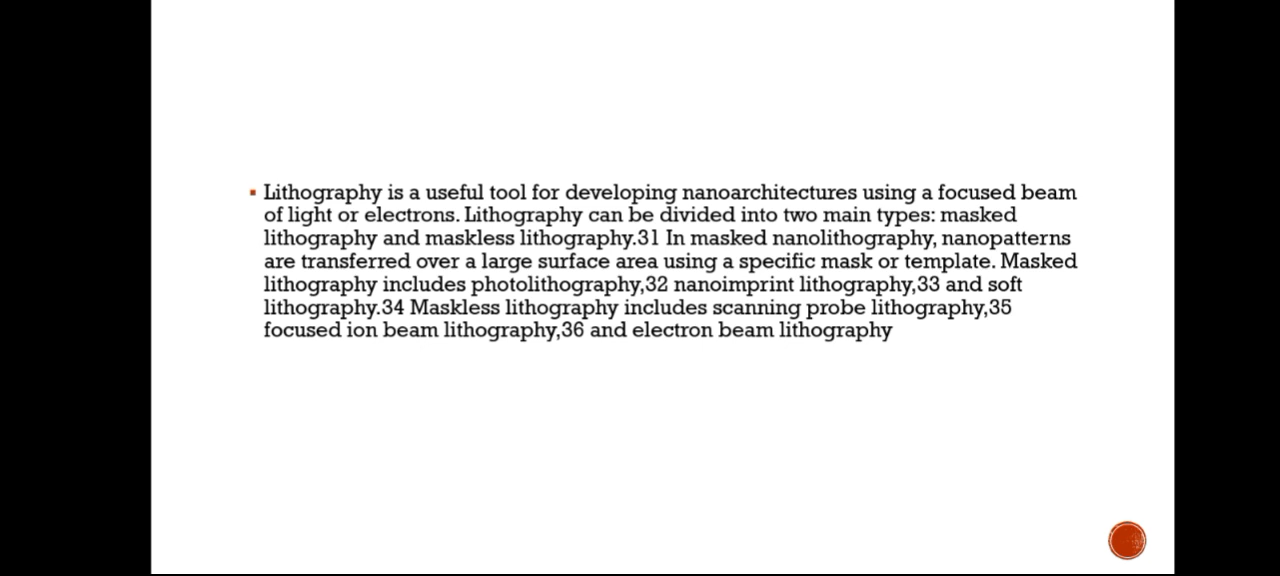 ▪ Lithography is a useful tool for developing nanoarchitectures using a focused beam
of light or electrons. Lithography can be divided into two main types: masked
lithography and maskless lithography.31 In masked nanolithography, nanopatterns
are transferred over a large surface area using a specific mask or template. Masked
lithography includes photolithography,32 nanoimprint lithography,33 and soft
lithography.34 Maskless lithography includes scanning probe lithography,35
focused ion beam lithography,36 and electron beam lithography